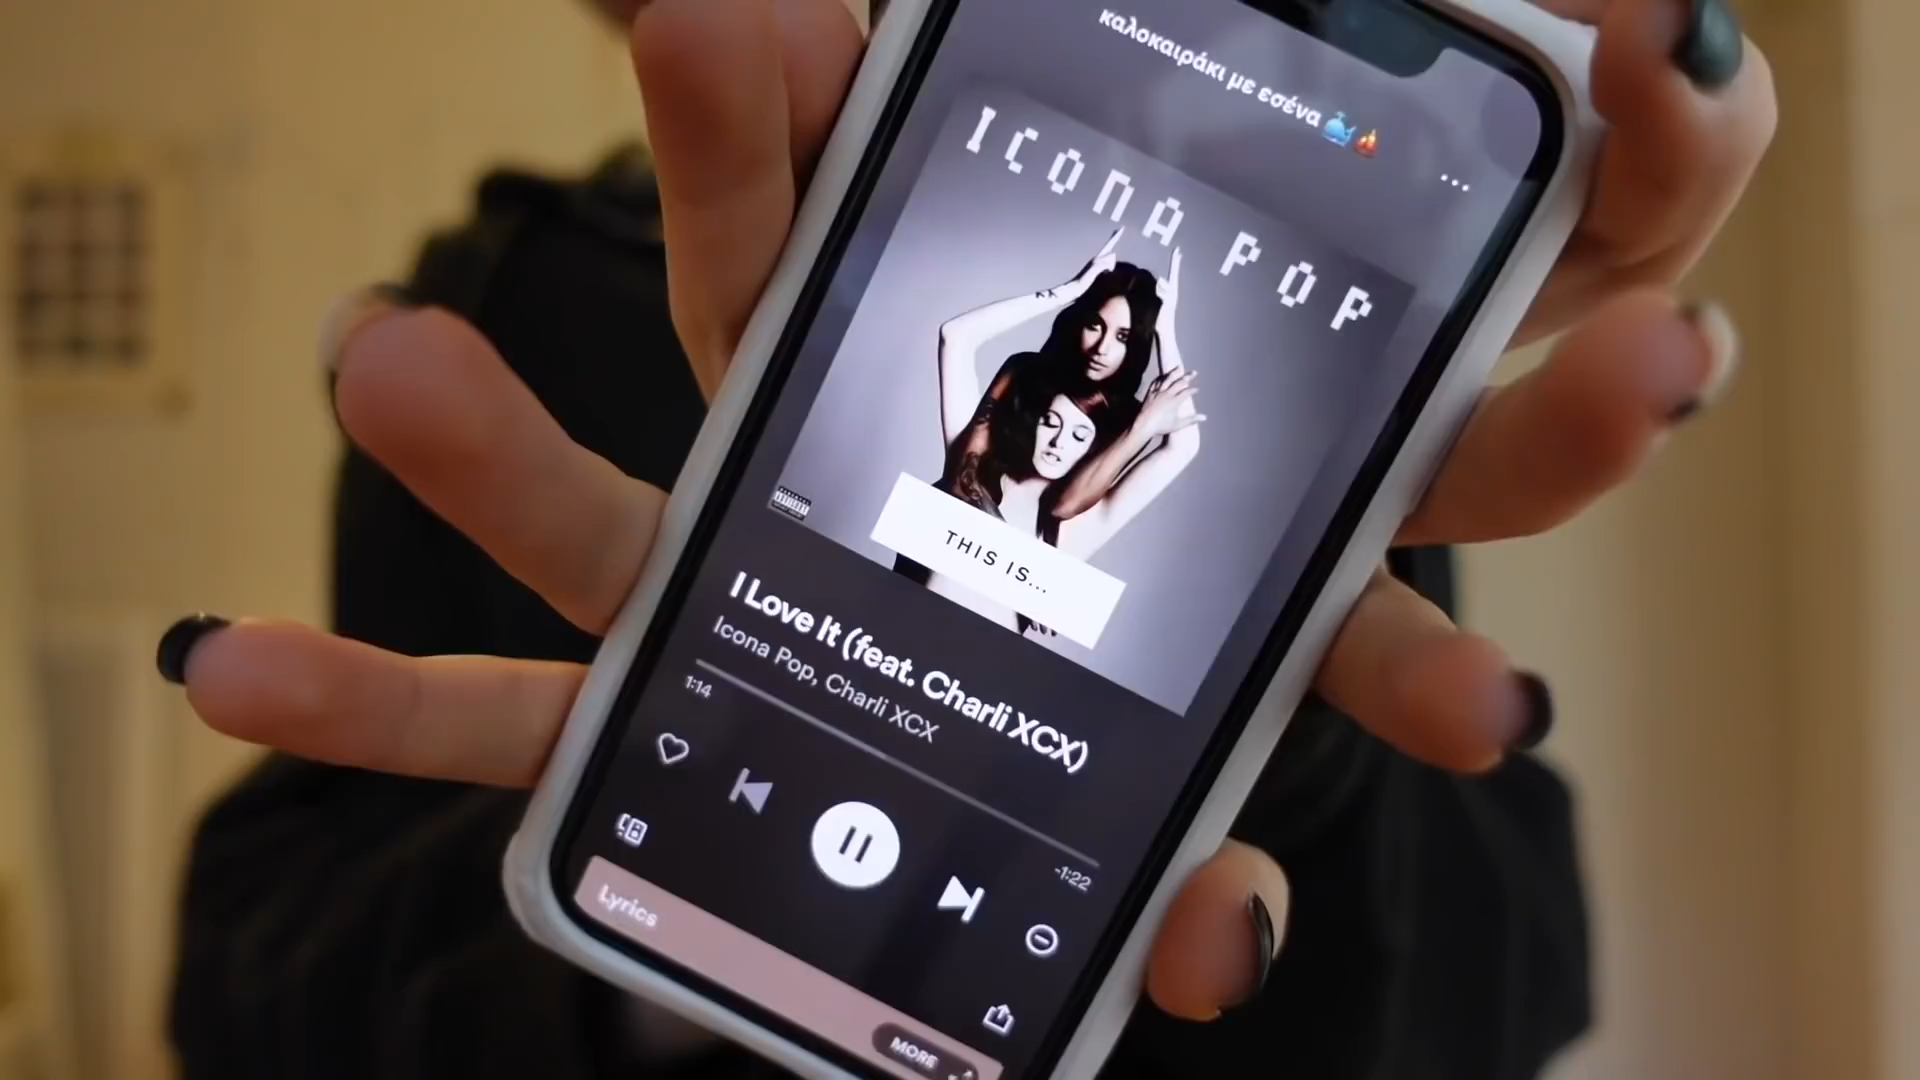 καλοκαιράκι με εσένα 🐳🔥
ICONA POP
THIS IS...
I Love It (feat. Charli XCX)
Icona Pop, Charli XCX
1:14
-1:22
Lyrics
MORE